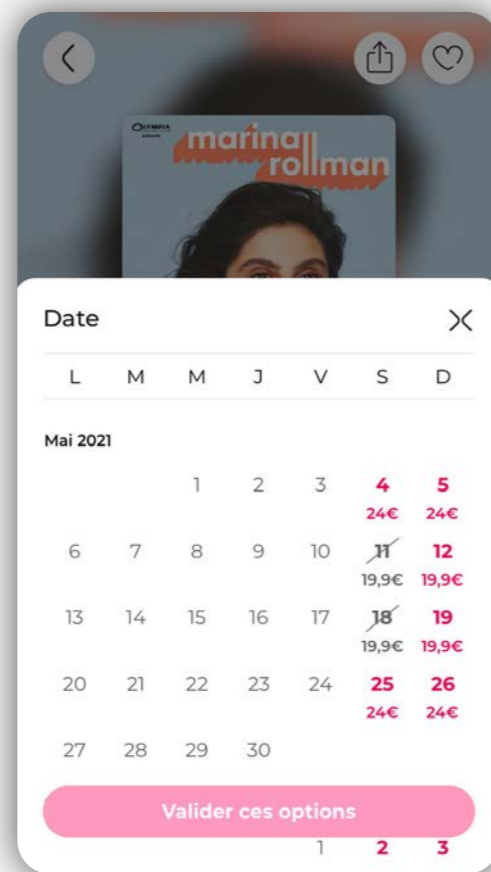 OLYMPIA
présente
marina
rollman
Date
L M M J V S D
Mai 2021
1 2 3 4 5
24€ 24€
6 7 8 9 10 11 12
19,9€ 19,9€
13 14 15 16 17 18 19
19,9€ 19,9€
20 21 22 23 24 25 26
24€ 24€
27 28 29 30
Valider ces options
1 2 3